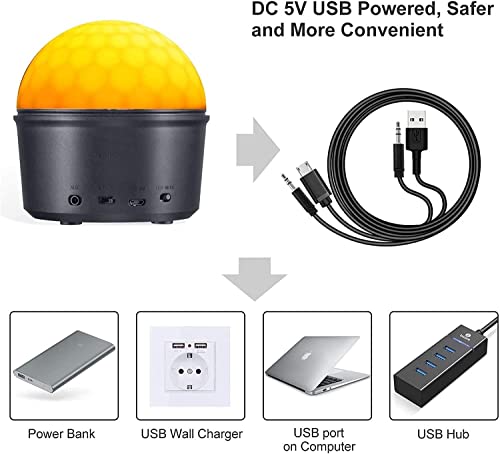 DC 5V USB Powered, Safer
and More Convenient
Power Bank
USB Wall Charger
USB port
on Computer
USB Hub